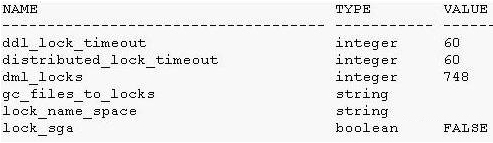 NAME TYPE VALUE
------------------------------------ ----------- ------
ddl_lock_timeout integer 60
distributed_lock_timeout integer 60
dml_locks integer 748
gc_files_to_locks string
lock_name_space string
lock_sga boolean FALSE